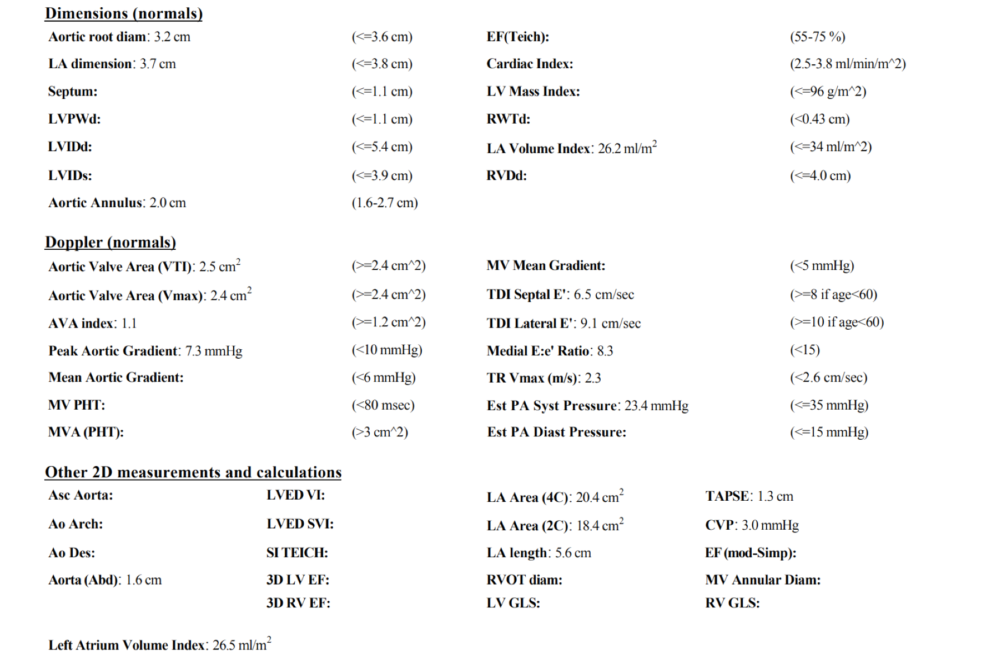 Dimensions (normals)
Aortic root diam: 3.2 cm (<=3.6 cm) EF(Teich): (55-75 %)
LA dimension: 3.7 cm (<=3.8 cm) Cardiac Index: (2.5-3.8 ml/min/m^2)
Septum: (<=1.1 cm) LV Mass Index: (<=96 g/m^2)
LVPWd: (<=1.1 cm) RWTd: (<0.43 cm)
LVIDd: (<=5.4 cm) LA Volume Index: 26.2 ml/m² (<=34 ml/m^2)
LVIDs: (<=3.9 cm) RVDd: (<=4.0 cm)
Aortic Annulus: 2.0 cm (1.6-2.7 cm)
Doppler (normals)
Aortic Valve Area (VTI): 2.5 cm² (>=2.4 cm^2) MV Mean Gradient: (<5 mmHg)
Aortic Valve Area (Vmax): 2.4 cm² (>=2.4 cm^2) TDI Septal E': 6.5 cm/sec (>=8 if age<60)
AVA index: 1.1 (>=1.2 cm^2) TDI Lateral E': 9.1 cm/sec (>=10 if age<60)
Peak Aortic Gradient: 7.3 mmHg (<10 mmHg) Medial E:e' Ratio: 8.3 (<15)
Mean Aortic Gradient: (<6 mmHg) TR Vmax (m/s): 2.3 (<2.6 cm/sec)
MV PHT: (<80 msec) Est PA Syst Pressure: 23.4 mmHg (<=35 mmHg)
MVA (PHT): (>3 cm^2) Est PA Diast Pressure: (<=15 mmHg)
Other 2D measurements and calculations
Asc Aorta: LVED VI: LA Area (4C): 20.4 cm² TAPSE: 1.3 cm
Ao Arch: LVED SVI: LA Area (2C): 18.4 cm² CVP: 3.0 mmHg
Ao Des: SI TEICH: LA length: 5.6 cm EF (mod-Simp):
Aorta (Abd): 1.6 cm 3D LV EF: RVOT diam: MV Annular Diam:
3D RV EF: LV GLS: RV GLS:
Left Atrium Volume Index: 26.5 ml/m²